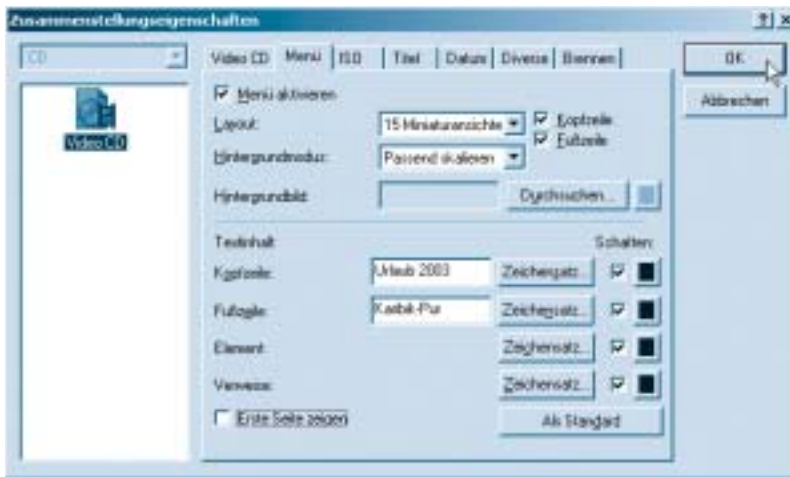 Zusammenstellungseigenschaften
CD
Video CD
Video CD Menü ISO Titel Datum Diverse Brennen
Menü aktivieren
Layout: 15 Miniaturansichte Kopfzeile
Fußzeile
Hintergrundmodus: Passend skalieren
Hintergrundbild: Durchsuchen...
Textinhalt Schatten:
Kopfzeile: Urlaub 2003 Zeichensatz...
Fußzeile: Karibik-Pur Zeichensatz...
Element: Zeichensatz...
Verweise: Zeichensatz...
Erste Seite zeigen Als Standard
OK
Abbrechen